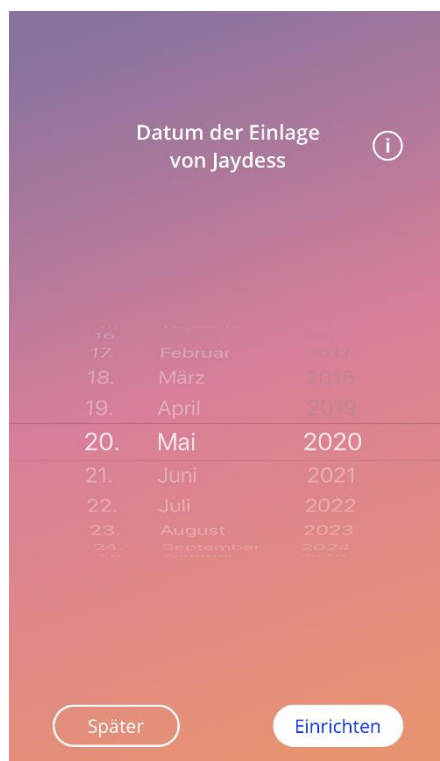 Datum der Einlage
von Jaydess
i
16
17. Februar 2017
18. März 2018
19. April 2019
20. Mai 2020
21. Juni 2021
22. Juli 2022
23. August 2023
24. September 2024
Später
Einrichten